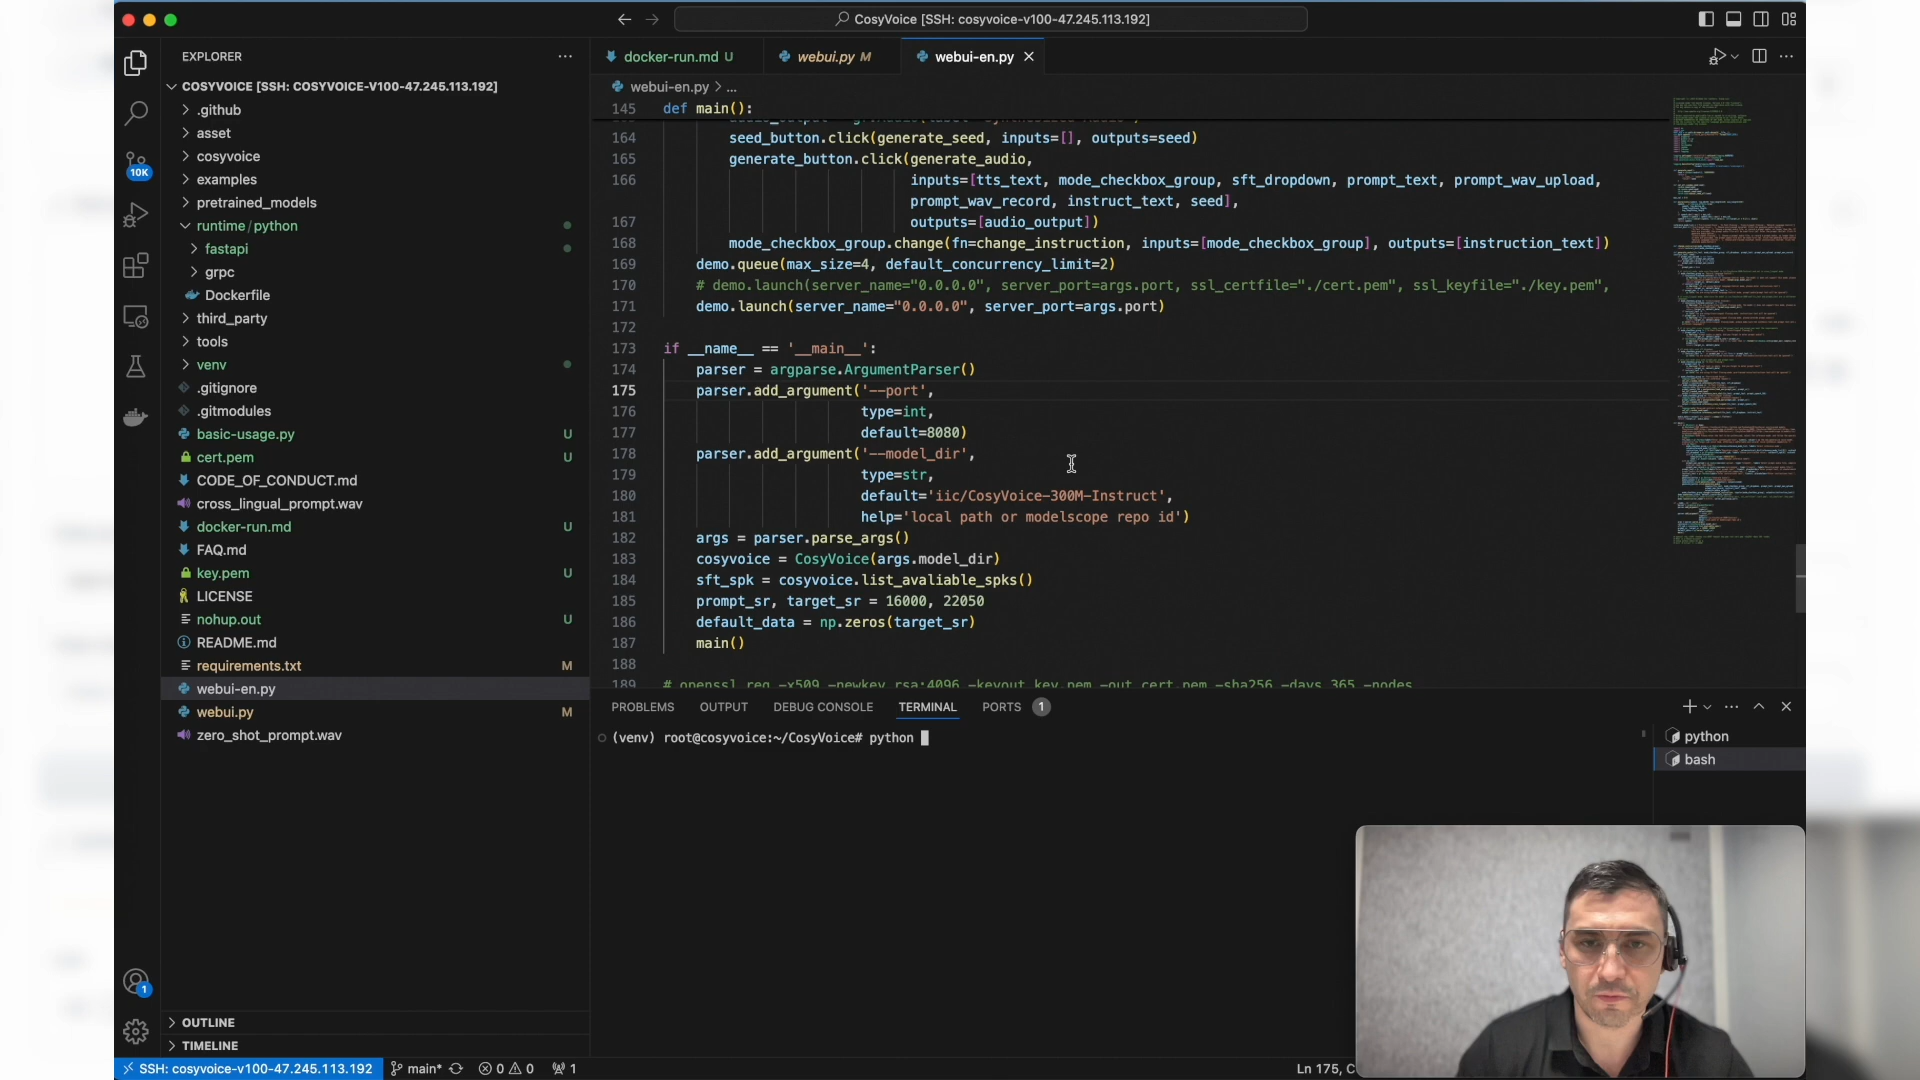 CosyVoice [SSH: cosyvoice-v100-47.245.113.192]
EXPLORER
COSYVOICE [SSH: COSYVOICE-V100-47.245.113.192]
.github
asset
cosyvoice
examples
pretrained_models
runtime/python
fastapi
grpc
Dockerfile
third_party
tools
venv
.gitignore
.gitmodules
basic-usage.py U
cert.pem U
CODE_OF_CONDUCT.md
cross_lingual_prompt.wav
docker-run.md U
FAQ.md
key.pem U
LICENSE
nohup.out U
README.md
requirements.txt M
webui-en.py
webui.py M
zero_shot_prompt.wav
OUTLINE
TIMELINE
10K
1
docker-run.md U
webui.py M
webui-en.py
webui-en.py > ...
145 def main():
164 seed_button.click(generate_seed, inputs=[], outputs=seed)
165 generate_button.click(generate_audio,
166 inputs=[tts_text, mode_checkbox_group, sft_dropdown, prompt_text, prompt_wav_upload,
prompt_wav_record, instruct_text, seed],
167 outputs=[audio_output])
168 mode_checkbox_group.change(fn=change_instruction, inputs=[mode_checkbox_group], outputs=[instruction_text])
169 demo.queue(max_size=4, default_concurrency_limit=2)
170 # demo.launch(server_name="0.0.0.0", server_port=args.port, ssl_certfile="./cert.pem", ssl_keyfile="./key.pem",
171 demo.launch(server_name="0.0.0.0", server_port=args.port)
172
173 if __name__ == '__main__':
174 parser = argparse.ArgumentParser()
175 parser.add_argument('--port',
176 type=int,
177 default=8080)
178 parser.add_argument('--model_dir',
179 type=str,
180 default='iic/CosyVoice-300M-Instruct',
181 help='local path or modelscope repo id')
182 args = parser.parse_args()
183 cosyvoice = CosyVoice(args.model_dir)
184 sft_spk = cosyvoice.list_avaliable_spks()
185 prompt_sr, target_sr = 16000, 22050
186 default_data = np.zeros(target_sr)
187 main()
188
189 # openssl req -x509 -newkey rsa:4096 -keyout key.pem -out cert.pem -sha256 -days 365 -nodes
PROBLEMS OUTPUT DEBUG CONSOLE TERMINAL PORTS 1
(venv) root@cosyvoice:~/CosyVoice# python
python
bash
SSH: cosyvoice-v100-47.245.113.192 main* 0 0 1
Ln 175, C